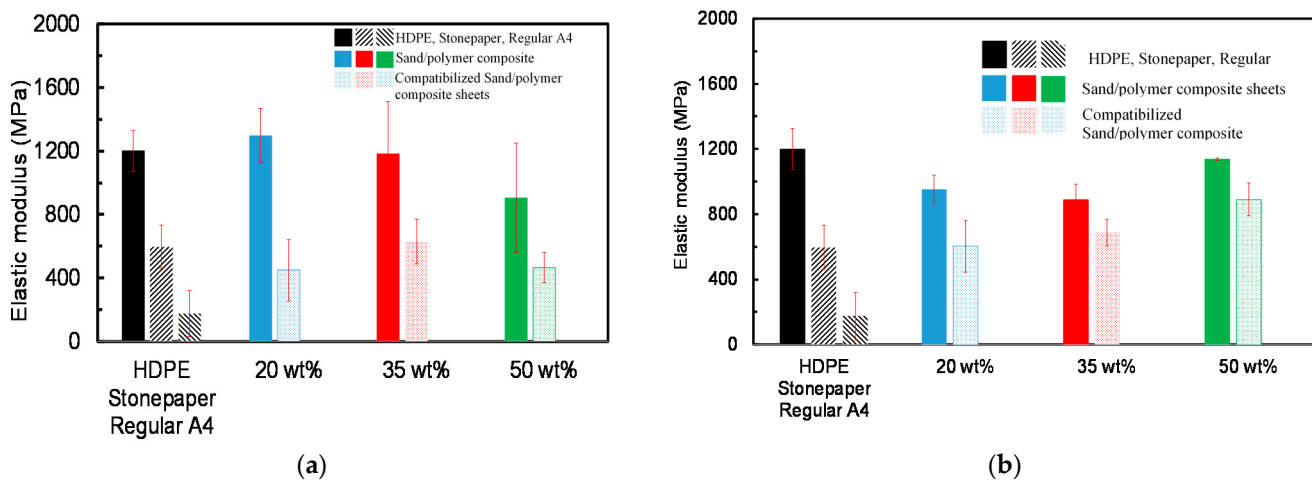 (a)
Elastic modulus (MPa)
2000
1600
1200
800
400
0
HDPE, Stonepaper, Regular A4
Sand/polymer composite
Compatibilized Sand/polymer
composite sheets
HDPE
Stonepaper
Regular A4
20 wt%
35 wt%
50 wt%
(b)
Elastic modulus (MPa)
2000
1600
1200
800
400
0
HDPE, Stonepaper, Regular
Sand/polymer composite sheets
Compatibilized
Sand/polymer composite
HDPE
Stonepaper
Regular A4
20 wt%
35 wt%
50 wt%